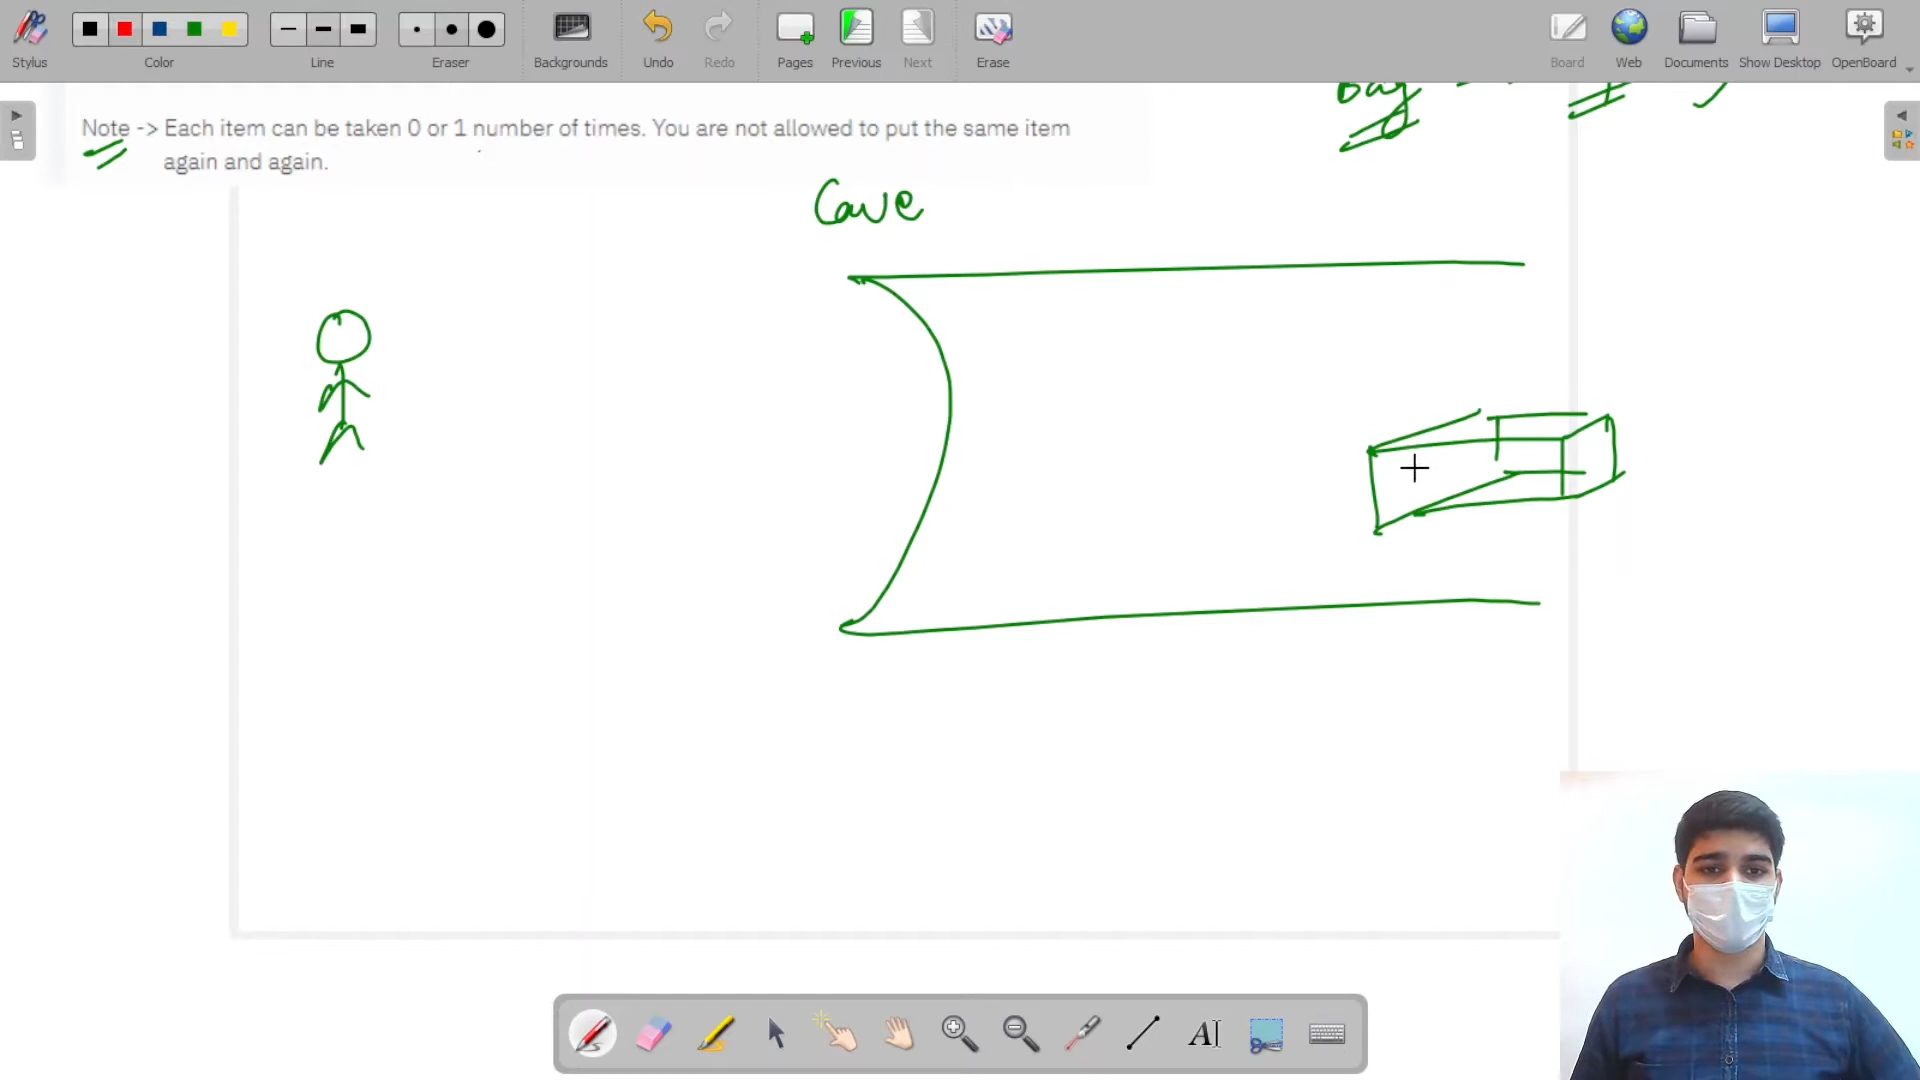 Stylus
Color
Line
Eraser
Backgrounds
Undo
Redo
Pages
Previous
Next
Erase
Board
Web
Documents
Show Desktop
OpenBoard
Bag
Note -> Each item can be taken 0 or 1 number of times. You are not allowed to put the same item
again and again.
Cave
AI